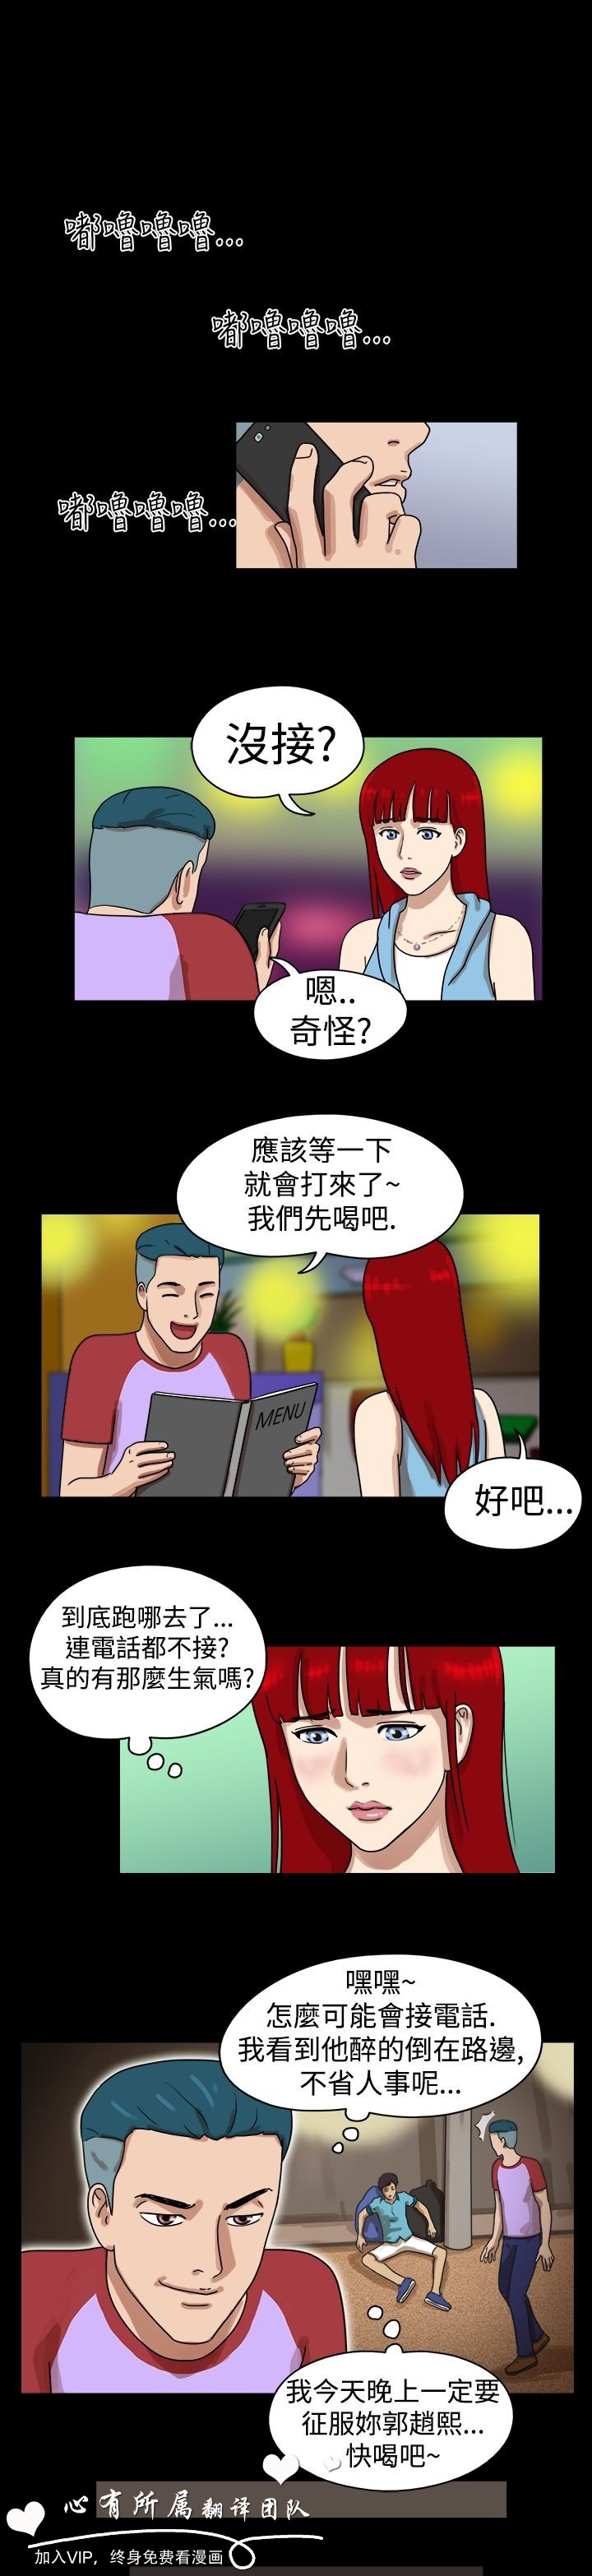 嘟嚕嚕嚕...
嘟嚕嚕嚕...
嘟嚕嚕嚕...
沒接?
嗯..
奇怪?
應該等一下
就會打來了~
我們先喝吧.
MENU
好吧...
到底跑哪去了...
連電話都不接?
真的有那麼生氣嗎?
嘿嘿~
怎麼可能會接電話.
我看到他醉的倒在路邊,
不省人事呢...
我今天晚上一定要
征服妳郭趙熙...
快喝吧~
心有所属翻译团队
加入VIP，终身免费看漫画